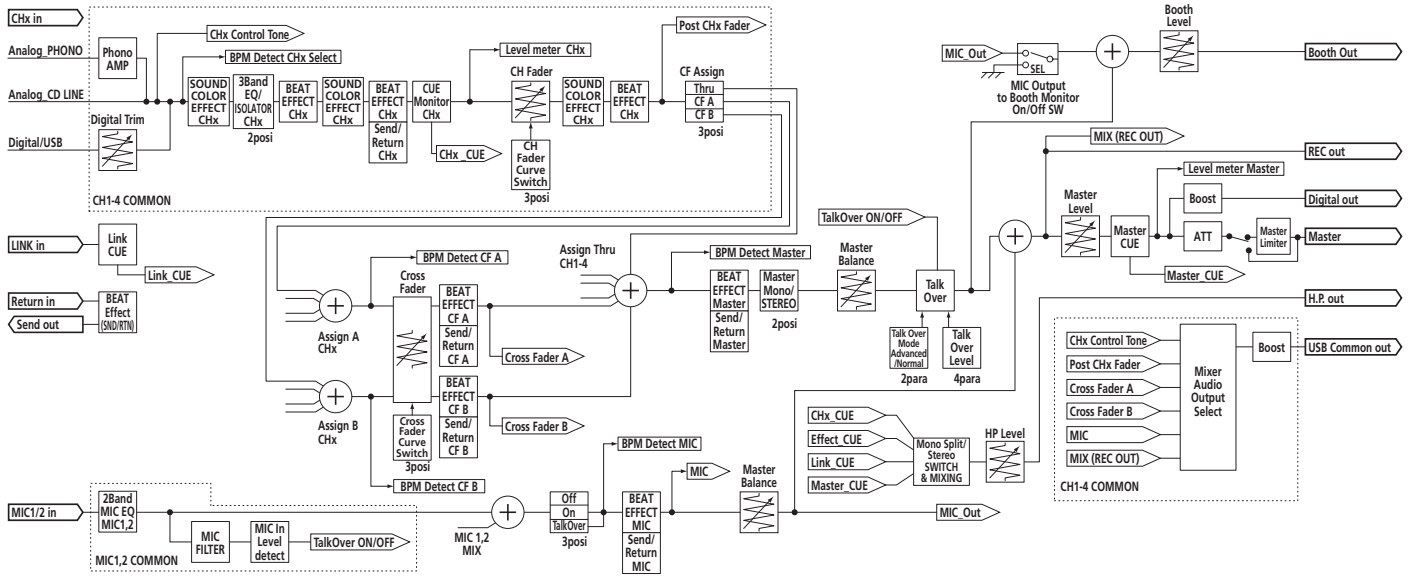 CHx in
Analog_PHONO
Phono
AMP
Analog_CD LINE
Digital Trim
Digital/USB
CHx Control Tone
BPM Detect CHx Select
SOUND
COLOR
EFFECT
CHx
3Band
EQ/
ISOLATOR
CHx
2posi
BEAT
EFFECT
CHx
SOUND
COLOR
EFFECT
CHx
BEAT
EFFECT
CHx
Send/
Return
CHx
CUE
Monitor
CHx
CHx_CUE
Level meter CHx
CH Fader
CH
Fader
Curve
Switch
3posi
SOUND
COLOR
EFFECT
CHx
BEAT
EFFECT
CHx
Post CHx Fader
CF Assign
Thru
CF A
CF B
3posi
CH1-4 COMMON
MIC_Out
SEL
MIC Output
to Booth Monitor
On/Off SW
Booth
Level
Booth Out
MIX (REC OUT)
REC out
Level meter Master
Boost
Digital out
Master
Level
Master
CUE
ATT
Master
Limiter
Master
Master_CUE
LINK in
Link
CUE
Link_CUE
Return in
Send out
BEAT
Effect
(SND/RTN)
BPM Detect CF A
Cross
Fader
Assign A
CHx
BEAT
EFFECT
CF A
Send/
Return
CF A
Cross Fader A
Assign B
CHx
Cross
Fader
Curve
Switch
3posi
BEAT
EFFECT
CF B
Send/
Return
CF B
Cross Fader B
BPM Detect CF B
Assign Thru
CH1-4
BPM Detect Master
BEAT
EFFECT
Master
Send/
Return
Master
Master
Mono/
STEREO
2posi
Master
Balance
TalkOver ON/OFF
Talk
Over
Talk Over
Mode
Advanced
/Normal
2para
Talk
Over
Level
4para
H.P. out
CHx Control Tone
Post CHx Fader
Cross Fader A
Cross Fader B
MIC
MIX (REC OUT)
Mixer
Audio
Output
Select
Boost
USB Common out
CH1-4 COMMON
CHx_CUE
Effect_CUE
Link_CUE
Master_CUE
Mono Split/
Stereo
SWITCH
& MIXING
HP Level
MIC1/2 in
2Band
MIC EQ
MIC1,2
MIC
FILTER
MIC In
Level
detect
TalkOver ON/OFF
MIC1,2 COMMON
MIC 1,2
MIX
Off
On
TalkOver
3posi
BPM Detect MIC
BEAT
EFFECT
MIC
Send/
Return
MIC
MIC
Master
Balance
MIC_Out